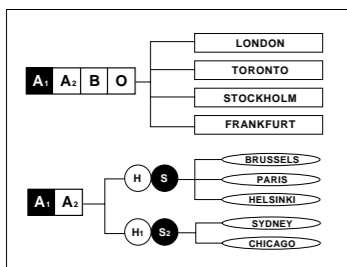 LONDON
TORONTO
A1 A2 B O
STOCKHOLM
FRANKFURT
BRUSSELS
H S
PARIS
HELSINKI
A1 A2
SYDNEY
H1 S2
CHICAGO